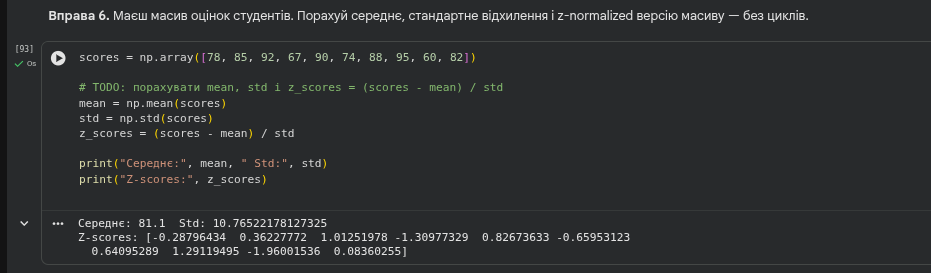 Вправа 6. Маєш масив оцінок студентів. Порахуй середнє, стандартне відхилення і z-normalized версію масиву — без циклів.
[93]
0s
scores = np.array([78, 85, 92, 67, 90, 74, 88, 95, 60, 82])
# TODO: порахувати mean, std і z_scores = (scores - mean) / std
mean = np.mean(scores)
std = np.std(scores)
z_scores = (scores - mean) / std
print("Середнє:", mean, " Std:", std)
print("Z-scores:", z_scores)
Середнє: 81.1  Std: 10.76522178127325
Z-scores: [-0.28796434  0.36227772  1.01251978 -1.30977329  0.82673633 -0.65953123
  0.64095289  1.29119495 -1.96001536  0.08360255]